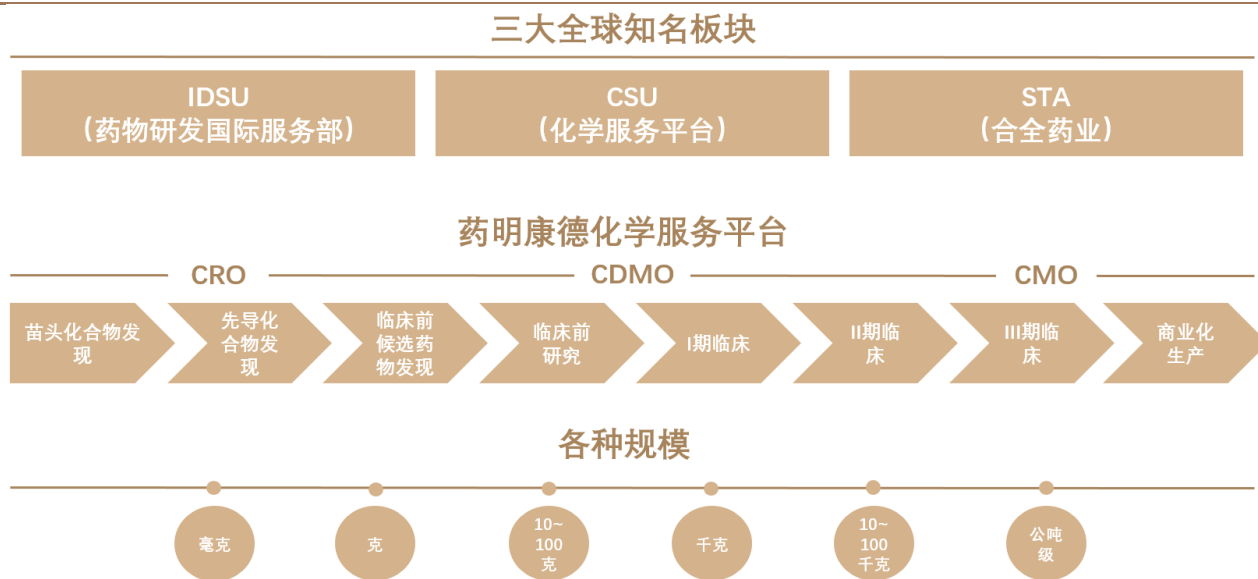 三大全球知名板块
IDSU
（药物研发国际服务部）
CSU
（化学服务平台）
STA
（合全药业）
药明康德化学服务平台
CRO
CDMO
CMO
苗头化合物发
现
先导化
合物发
现
临床前
候选药
物发现
临床前
研究
I期临床
II期临
床
III期临
床
商业化
生产
各种规模
毫克
克
10~
100
克
千克
10~
100
千克
公吨
级